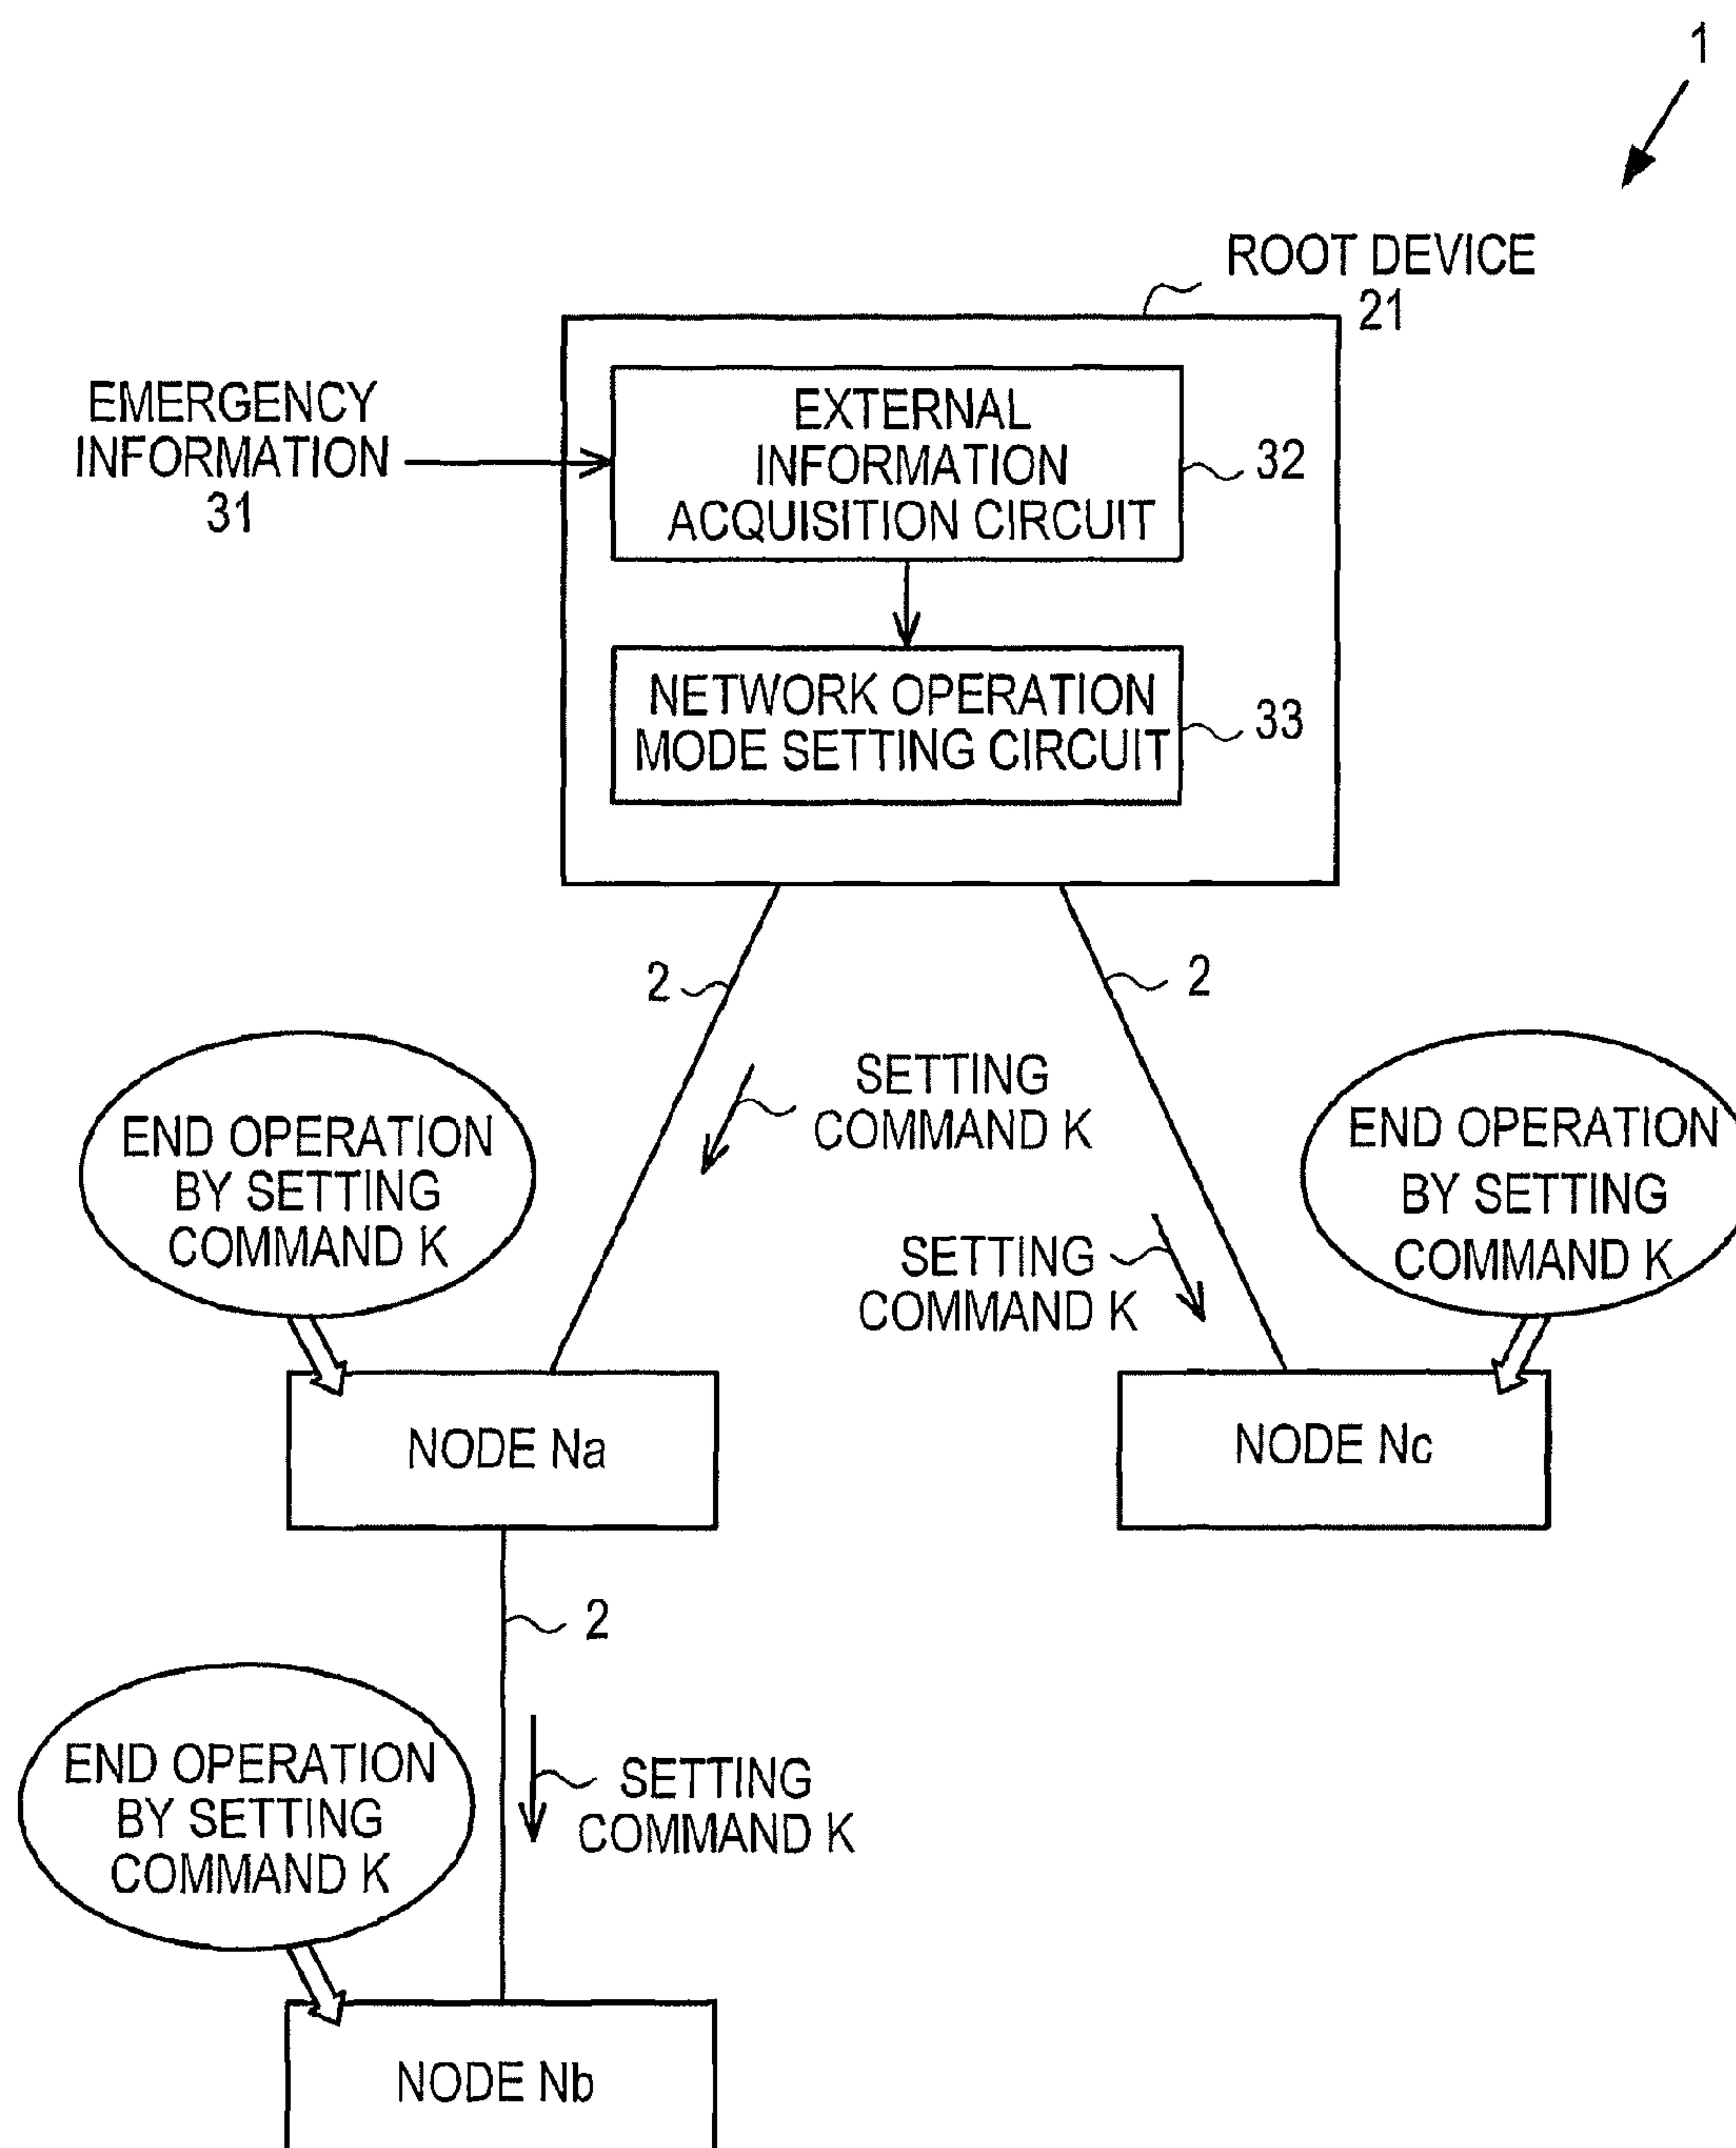 1
ROOT DEVICE
21
EMERGENCY
INFORMATION
31
EXTERNAL
INFORMATION
ACQUISITION CIRCUIT
32
NETWORK OPERATION
MODE SETTING CIRCUIT
33
2
2
SETTING
COMMAND K
END OPERATION
BY SETTING
COMMAND K
SETTING
COMMAND K
END OPERATION
BY SETTING
COMMAND K
NODE Na
NODE Nc
2
END OPERATION
BY SETTING
COMMAND K
SETTING
COMMAND K
NODE Nb